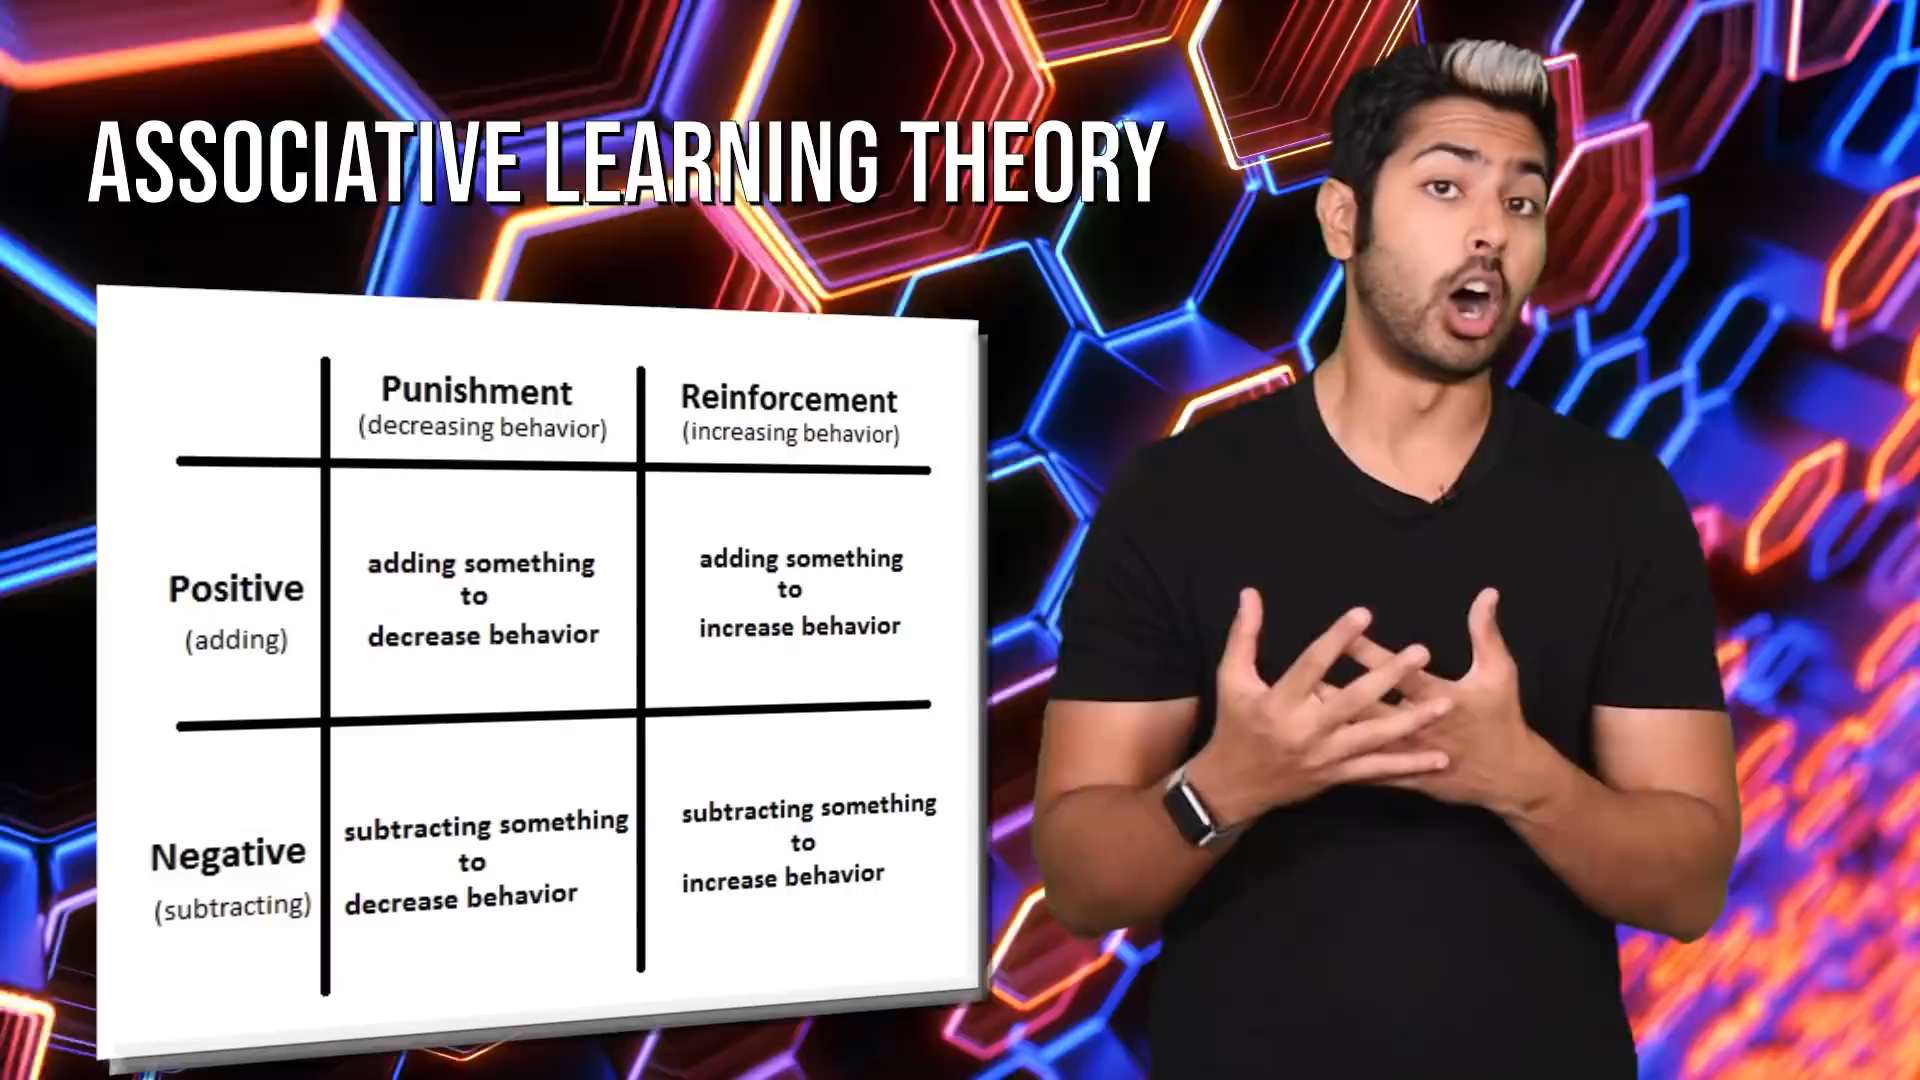 ASSOCIATIVE LEARNING THEORY
Punishment
(decreasing behavior)
Reinforcement
(increasing behavior)
Positive
(adding)
adding something
to
decrease behavior
adding something
to
increase behavior
Negative
(subtracting)
subtracting something
to
decrease behavior
subtracting something
to
increase behavior